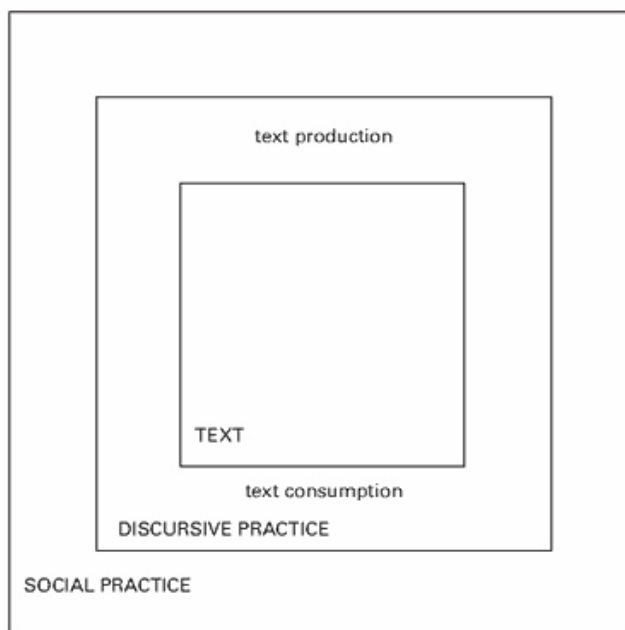 text production
TEXT
text consumption
DISCURSIVE PRACTICE
SOCIAL PRACTICE